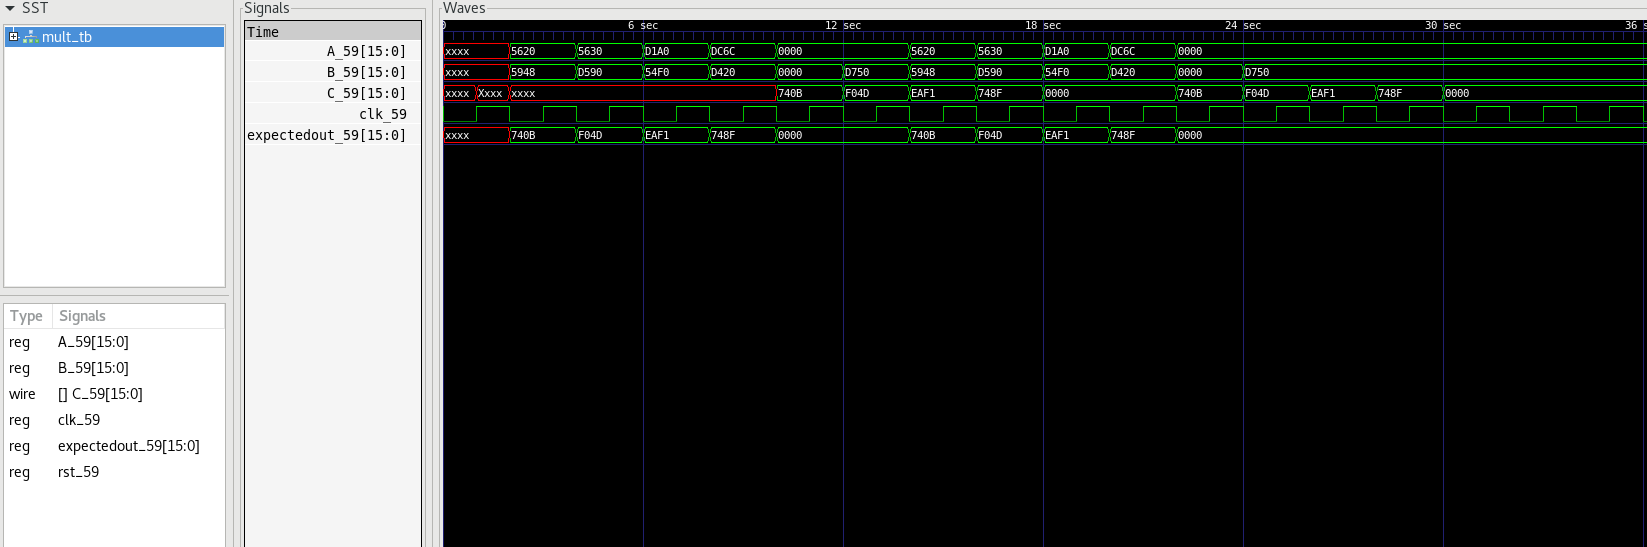 SST
mult_tb
Type Signals
reg A_59[15:0]
reg B_59[15:0]
wire [] C_59[15:0]
reg clk_59
reg expectedout_59[15:0]
reg rst_59
Signals
Time
A_59[15:0]
B_59[15:0]
C_59[15:0]
clk_59
expectedout_59[15:0]
Waves
0 6 sec 12 sec 18 sec 24 sec 30 sec 36 s
xxxx 5620 5630 D1A0 DC6C 0000 5620 5630 D1A0 DC6C 0000
xxxx 5948 D590 54F0 D420 0000 D750 5948 D590 54F0 D420 0000 D750
xxxx Xxxx xxxx 740B F04D EAF1 748F 0000 740B F04D EAF1 748F 0000
xxxx 740B F04D EAF1 748F 0000 740B F04D EAF1 748F 0000